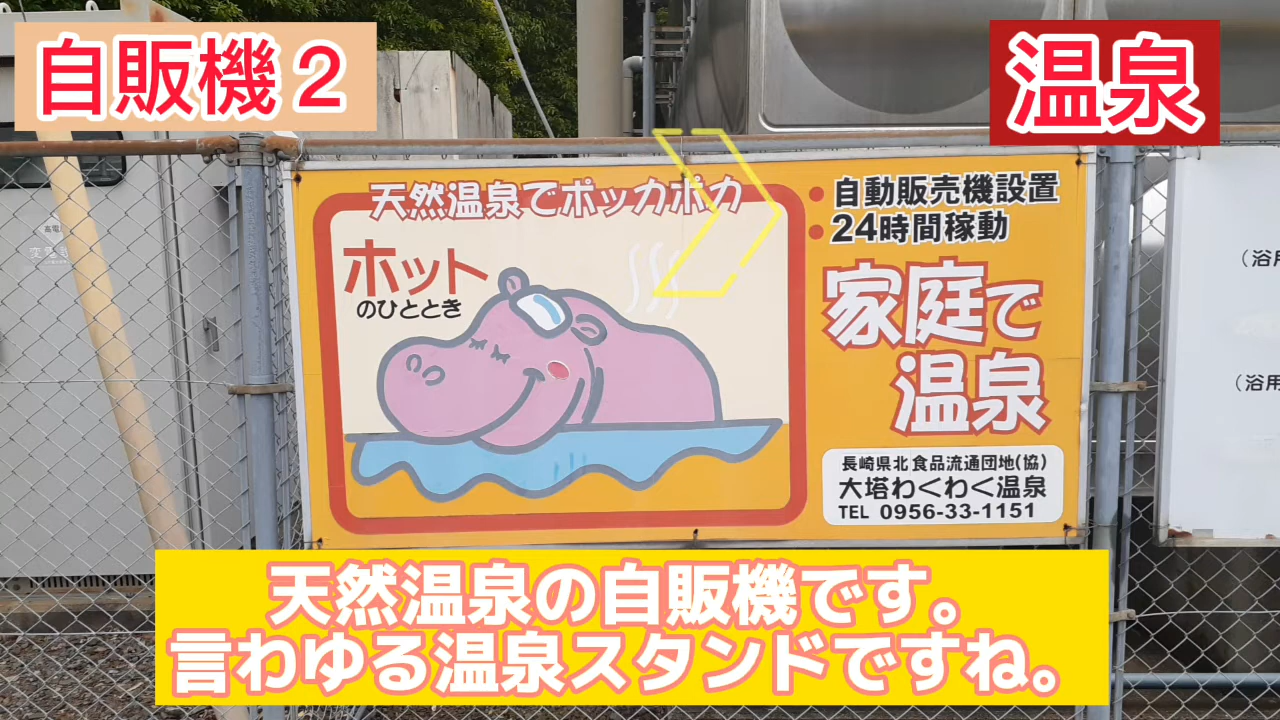 自販機２
温泉
天然温泉でポッカポカ
ホット
のひととき
自動販売機設置
24時間稼動
家庭で
温泉
長崎県北食品流通団地(協)
大塔わくわく温泉
TEL 0956-33-1151
（浴用
（浴用
天然温泉の自販機です。
言わゆる温泉スタンドですね。